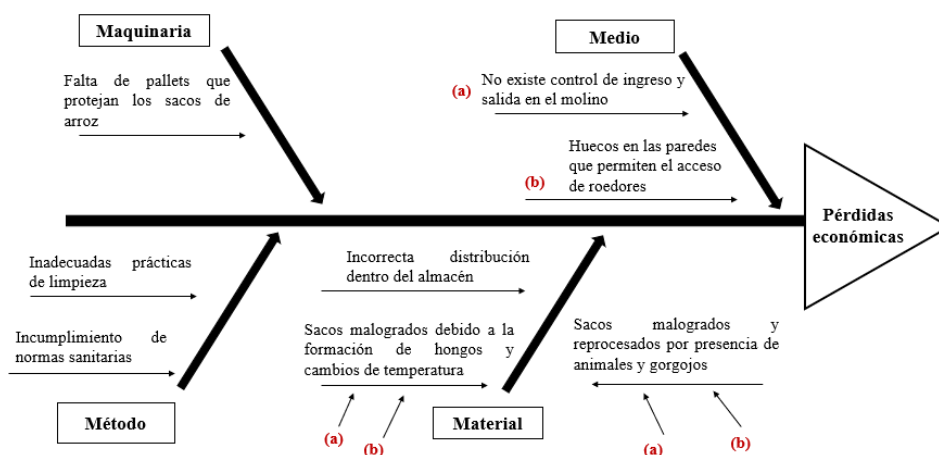 Maquinaria
Falta de pallets que
protejan los sacos de
arroz
Medio
(a)
No existe control de ingreso y
salida en el molino
(b)
Huecos en las paredes
que permiten el acceso
de roedores
Pérdidas
económicas
Inadecuadas prácticas
de limpieza
Incumplimiento de
normas sanitarias
Método
Incorrecta distribución
dentro del almacén
Sacos malogrados debido a la
formación de hongos y
cambios de temperatura
(a)
(b)
Material
Sacos malogrados y
reprocesados por presencia de
animales y gorgojos
(a)
(b)